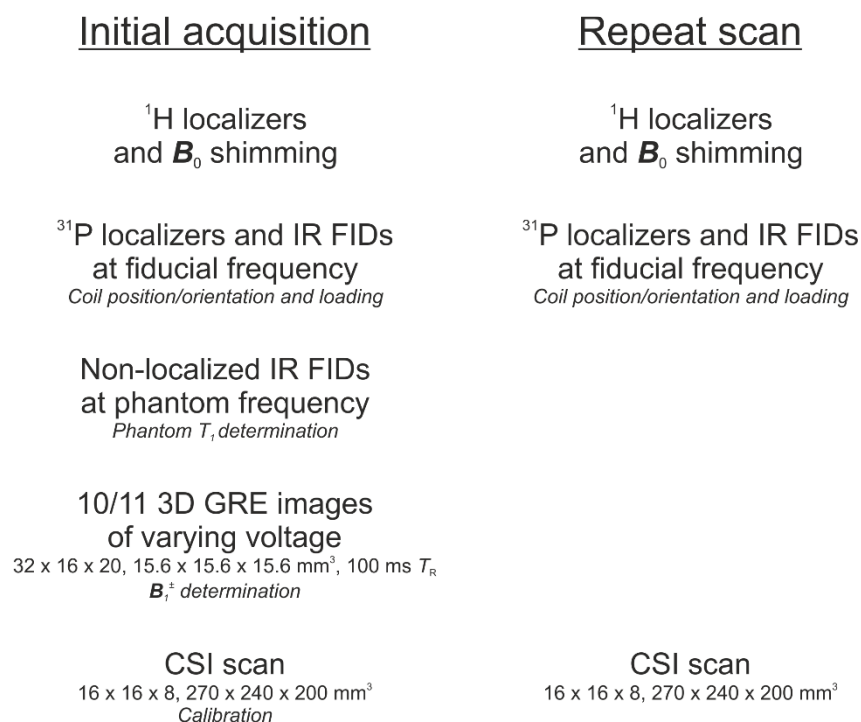 Initial acquisition
¹H localizers
and B₀ shimming
³¹P localizers and IR FIDs
at fiducial frequency
Coil position/orientation and loading
Non-localized IR FIDs
at phantom frequency
Phantom T₁ determination
10/11 3D GRE images
of varying voltage
32 x 16 x 20, 15.6 x 15.6 x 15.6 mm³, 100 ms T_R
B₁± determination
CSI scan
16 x 16 x 8, 270 x 240 x 200 mm³
Calibration
Repeat scan
¹H localizers
and B₀ shimming
³¹P localizers and IR FIDs
at fiducial frequency
Coil position/orientation and loading
CSI scan
16 x 16 x 8, 270 x 240 x 200 mm³